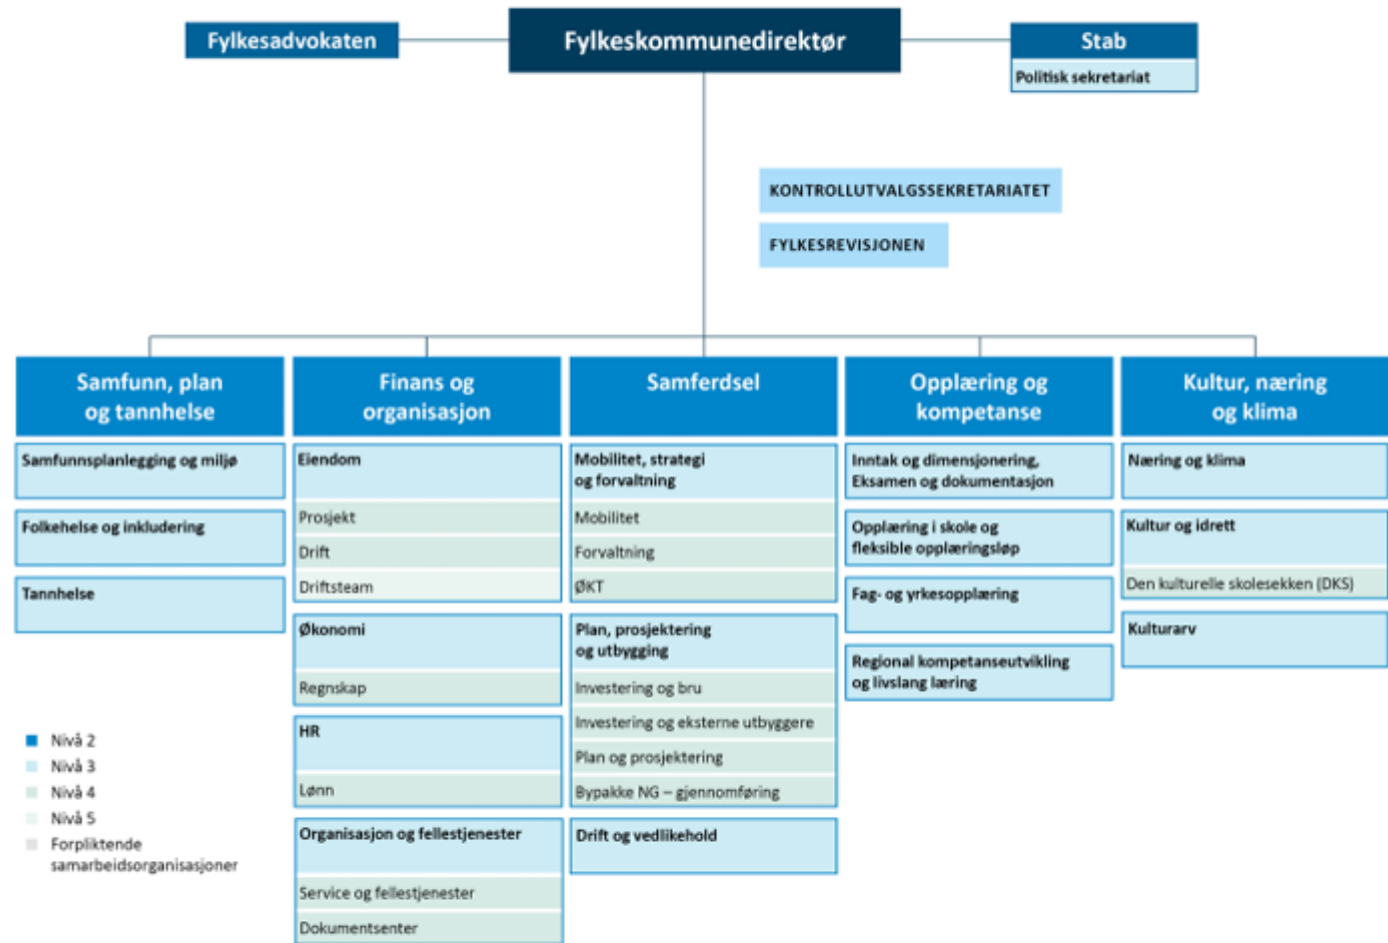 Fylkesadvokaten
Fylkeskommunedirektør
Stab
Politisk sekretariat
KONTROLLUTVALGSSEKRETARIATET
FYLKESREVISJONEN
Samfunn, plan
og tannhelse
Samfunnsplanlegging og miljø
Folkehelse og inkludering
Tannhelse
Finans og
organisasjon
Eiendom
Prosjekt
Drift
Driftsteam
Økonomi
Regnskap
HR
Lønn
Organisasjon og fellestjenester
Service og fellestjenester
Dokumentsenter
Samferdsel
Mobilitet, strategi
og forvaltning
Mobilitet
Forvaltning
ØKT
Plan, prosjektering
og utbygging
Investering og bru
Investering og eksterne utbyggere
Plan og prosjektering
Bypakke NG – gjennomføring
Drift og vedlikehold
Opplæring og
kompetanse
Inntak og dimensjonering,
Eksamen og dokumentasjon
Opplæring i skole og
fleksible opplæringsløp
Fag- og yrkesopplæring
Regional kompetanseutvikling
og livslang læring
Kultur, næring
og klima
Næring og klima
Kultur og idrett
Den kulturelle skolesekken (DKS)
Kulturarv
Nivå 2
Nivå 3
Nivå 4
Nivå 5
Forpliktende
samarbeidsorganisasjoner